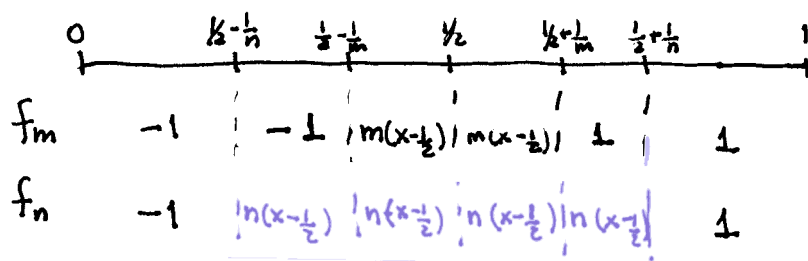 0 ½-1/n 1/2-1/m ½ ½+1/m 1/2+1/n 1
fm -1 -1 m(x-1/2) m(x-1/2) 1 1
fn -1 n(x-1/2) n(x-1/2) n(x-1/2) n(x-1/2) 1